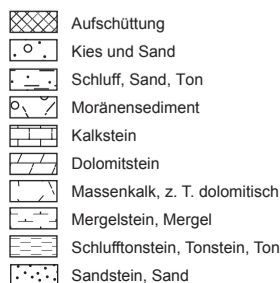 Aufschüttung
Kies und Sand
Schluff, Sand, Ton
Moränensediment
Kalkstein
Dolomitstein
Massenkalk, z. T. dolomitisch
Mergelstein, Mergel
Schlufftonstein, Tonstein, Ton
Sandstein, Sand